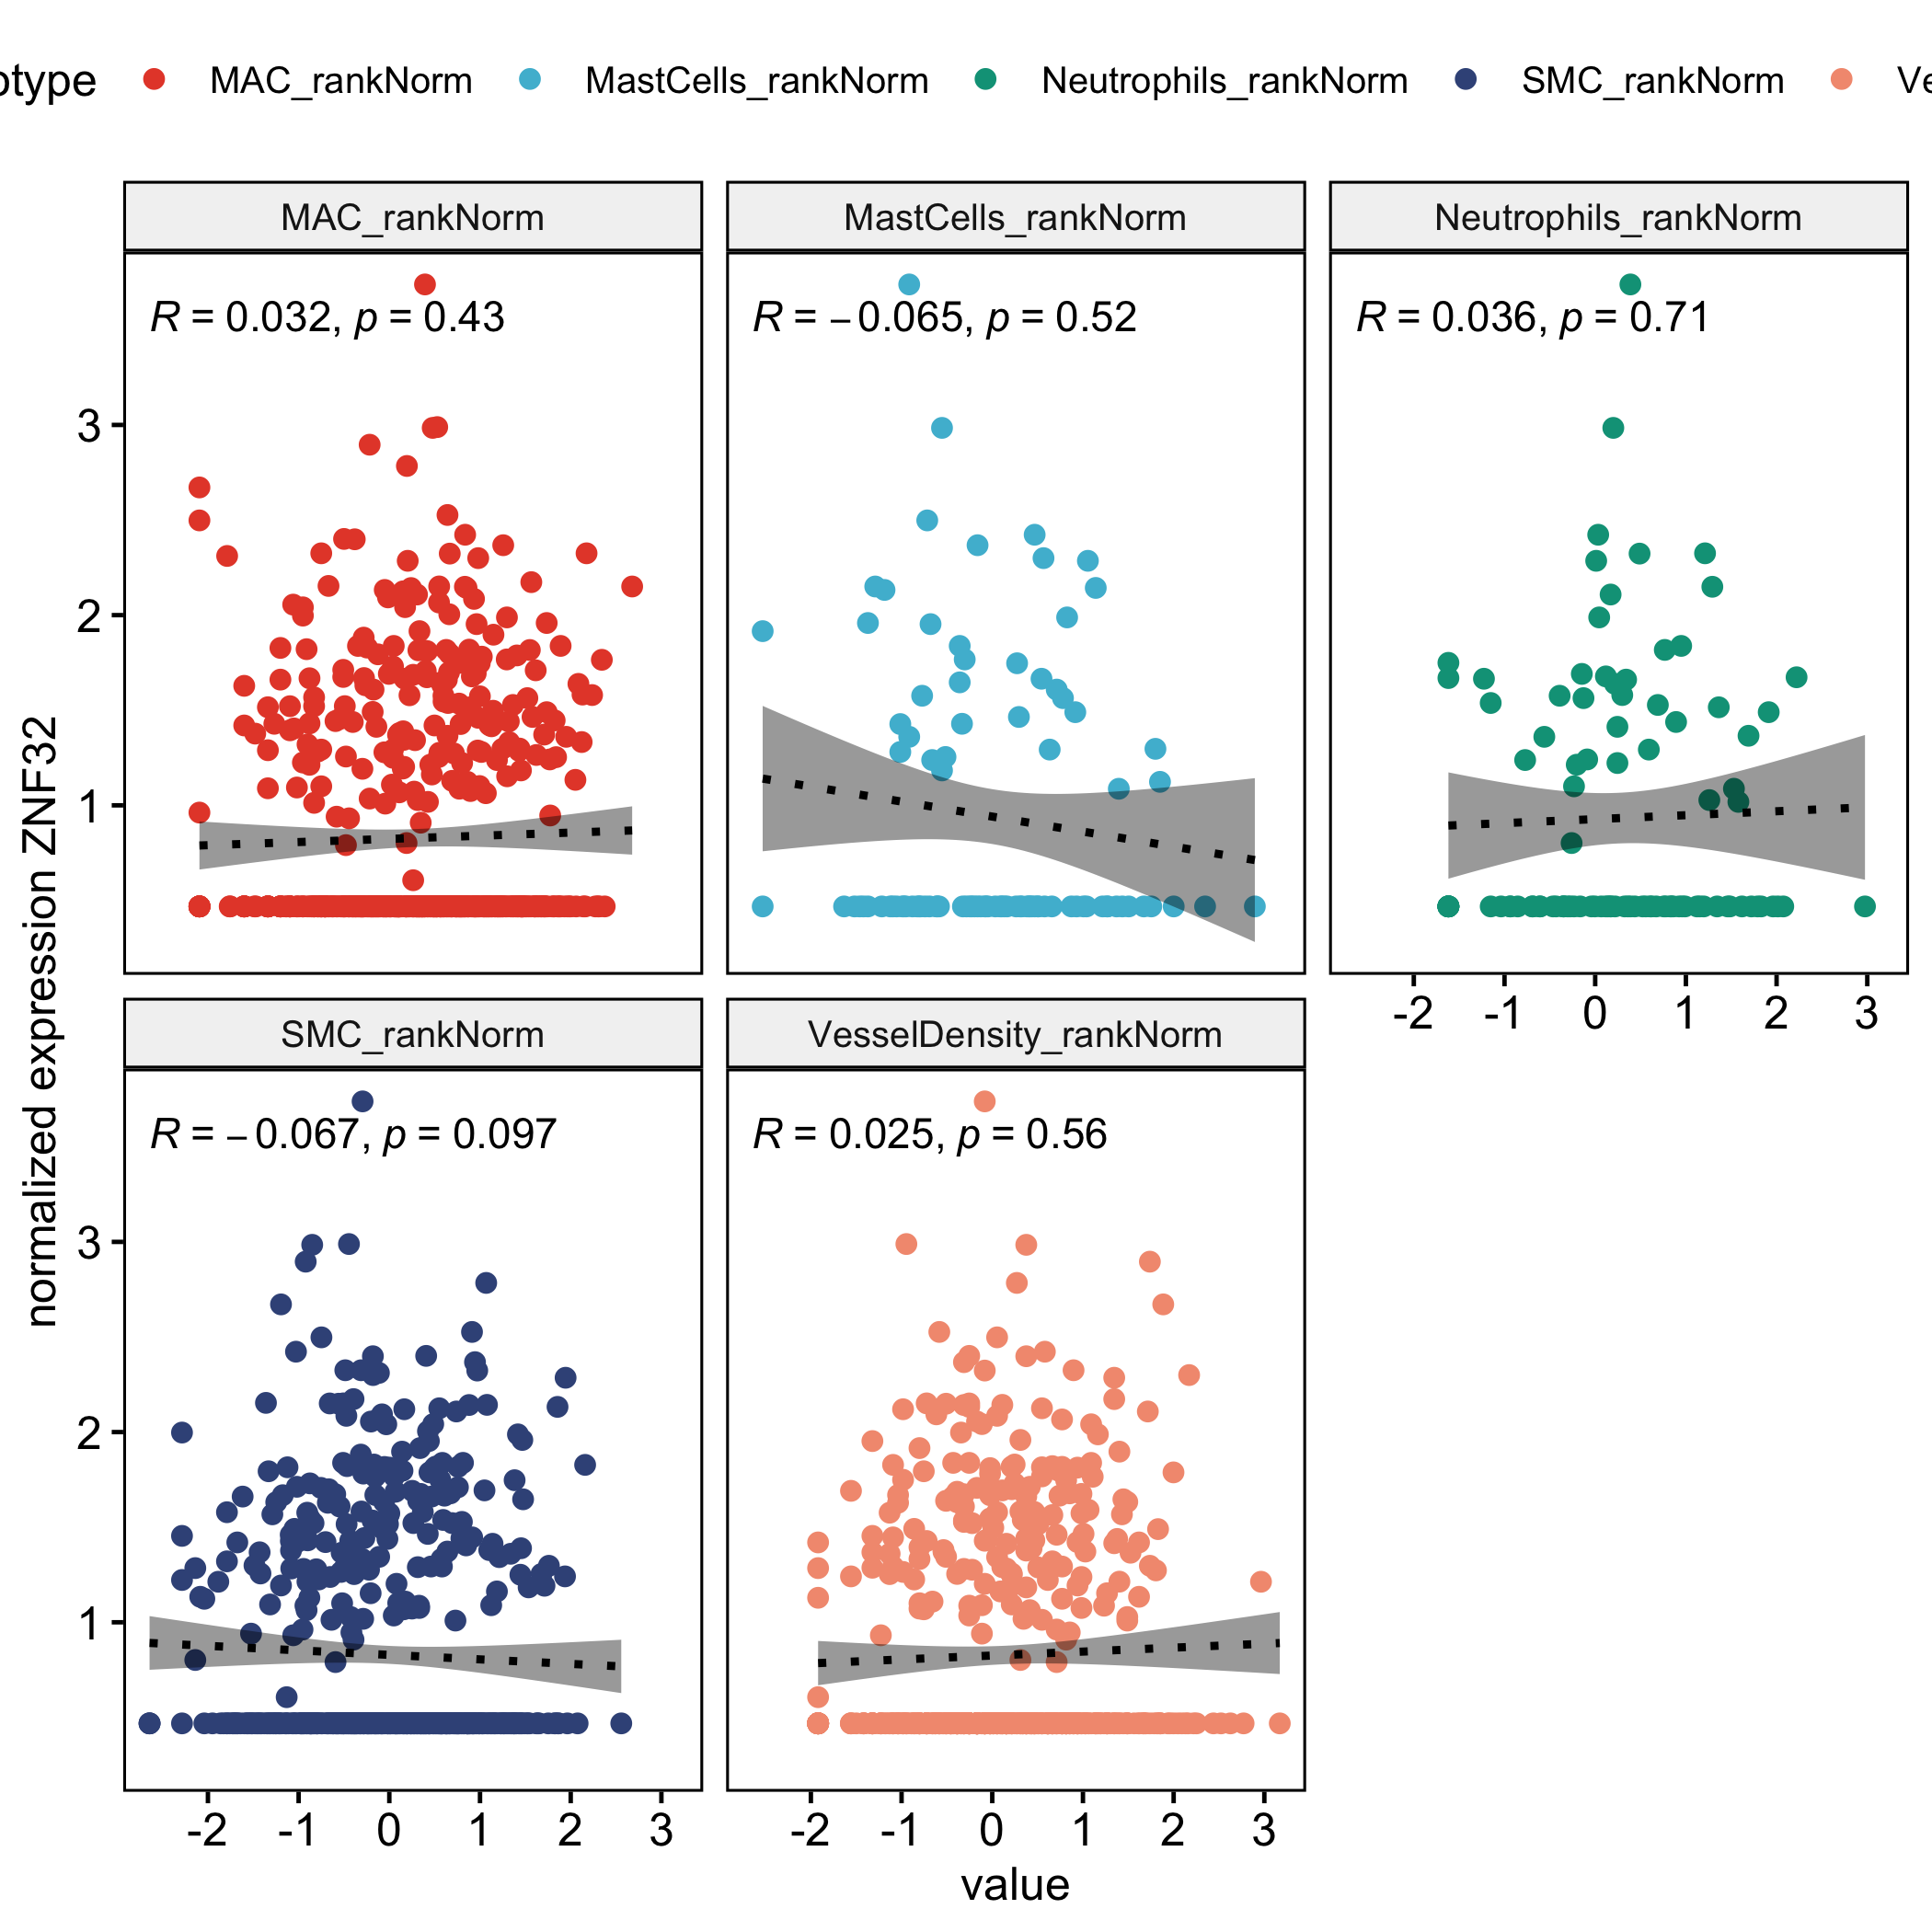 otype MAC_rankNorm MastCells_rankNorm Neutrophils_rankNorm SMC_rankNorm Ve
MAC_rankNorm MastCells_rankNorm Neutrophils_rankNorm
R = 0.032, p = 0.43 R = −0.065, p = 0.52 R = 0.036, p = 0.71
3
2
1
-2 -1 0 1 2 3
normalized expression ZNF32
SMC_rankNorm VesselDensity_rankNorm
R = −0.067, p = 0.097 R = 0.025, p = 0.56
3
2
1
-2 -1 0 1 2 3 -2 -1 0 1 2 3
value